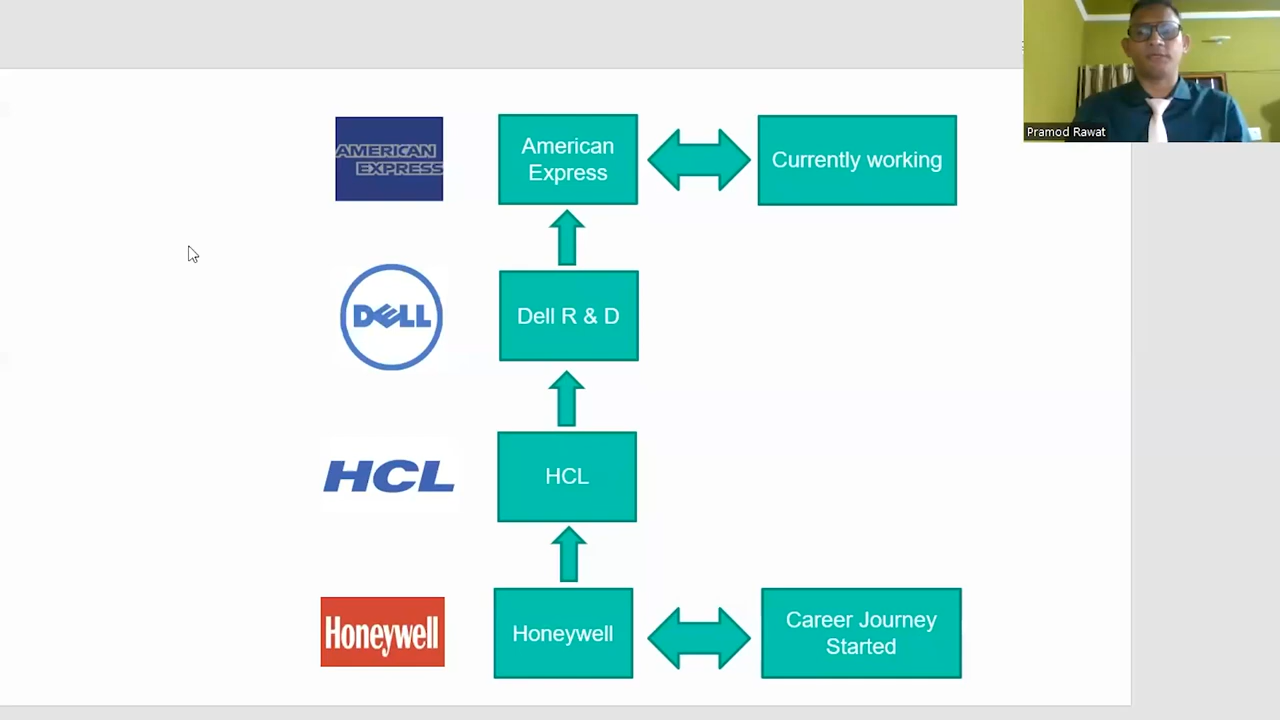 Pramod Rawat
AMERICAN
EXPRESS
American
Express
Currently working
DELL
Dell R & D
HCL
HCL
Honeywell
Honeywell
Career Journey
Started